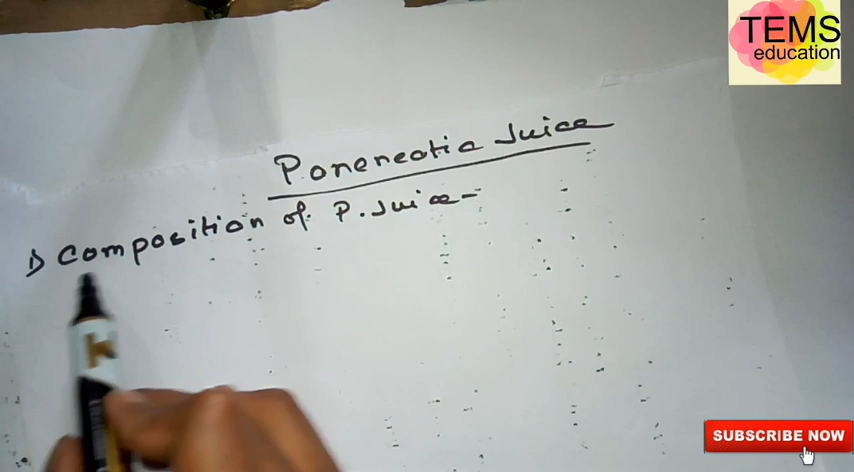 TEMS
education
Pancreatic Juice
1) Composition of P. Juice-
SUBSCRIBE NOW